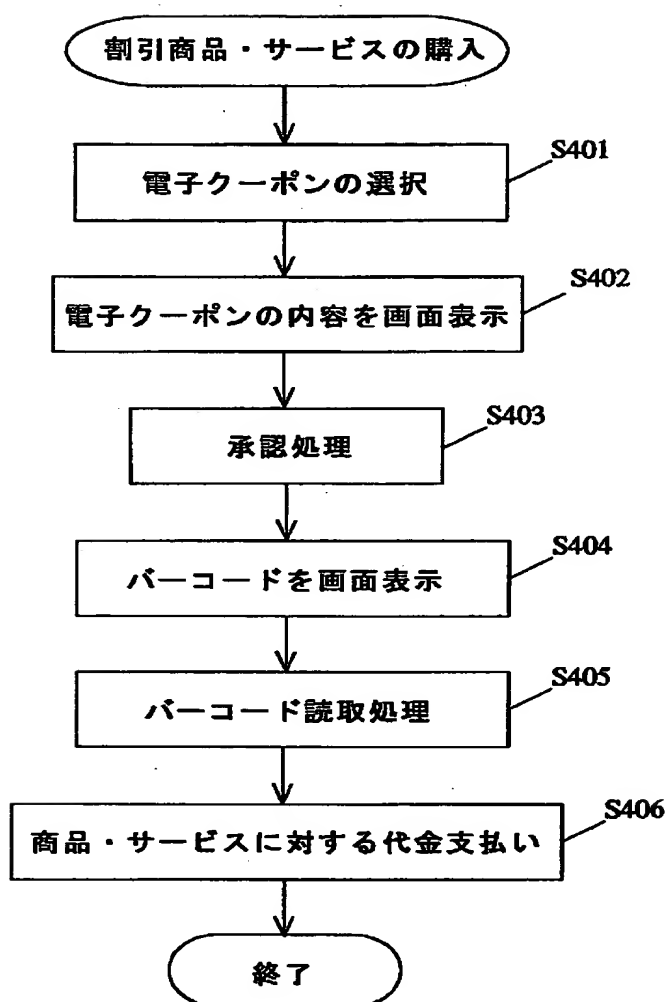 割引商品・サービスの購入
S401
電子クーポンの選択
S402
電子クーポンの内容を画面表示
S403
承認処理
S404
バーコードを画面表示
S405
バーコード読取処理
S406
商品・サービスに対する代金支払い
終了